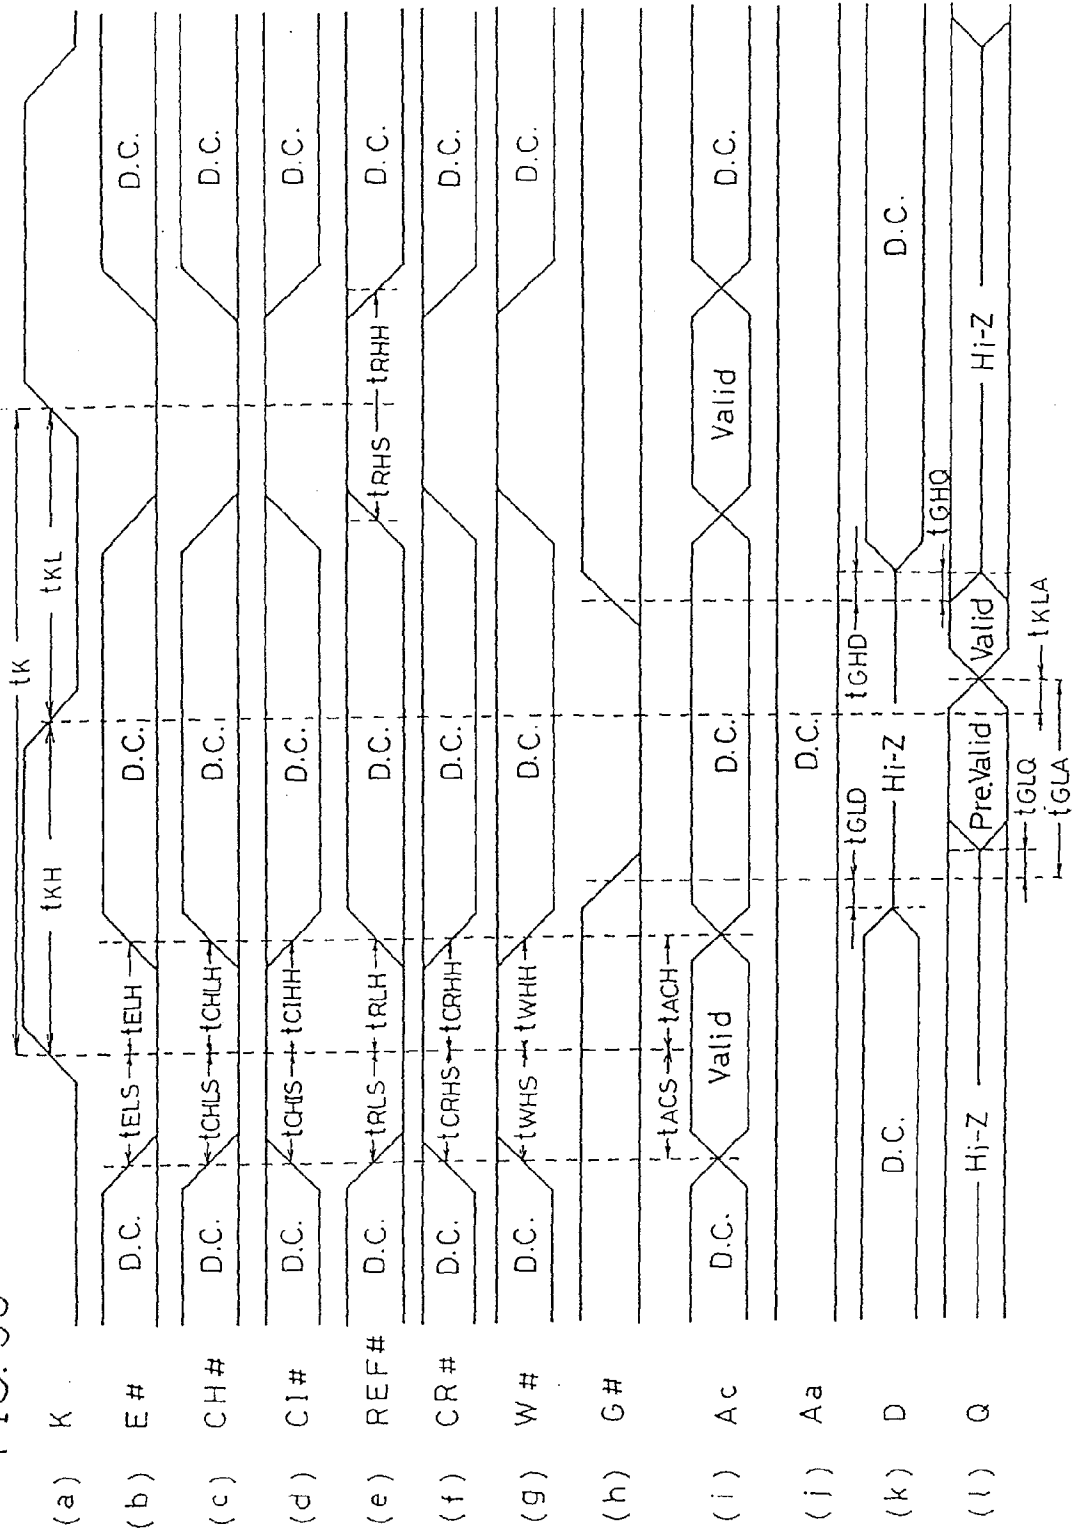 tK
tKH tKL
(a) K
(b) E# D.C. tELS tELH D.C. D.C.
(c) CH# D.C. tCHLS tCHLH D.C. D.C.
(d) CI# D.C. tCHIS tCIHH D.C. D.C.
(e) REF# D.C. tRLS tRLH D.C. tRHS tRHH D.C.
(f) CR# D.C. tCRHS tCRHH D.C. D.C.
(g) W# D.C. tWHS tWHH D.C. D.C.
(h) G#
tACS tACH
(i) Ac D.C. Valid D.C. Valid D.C.
(j) Aa D.C.
tGLD tGHD
(k) D D.C. Hi-Z D.C.
tGHQ
(l) Q Hi-Z Pre.Valid Valid Hi-Z
tGLQ tKLA
tGLA